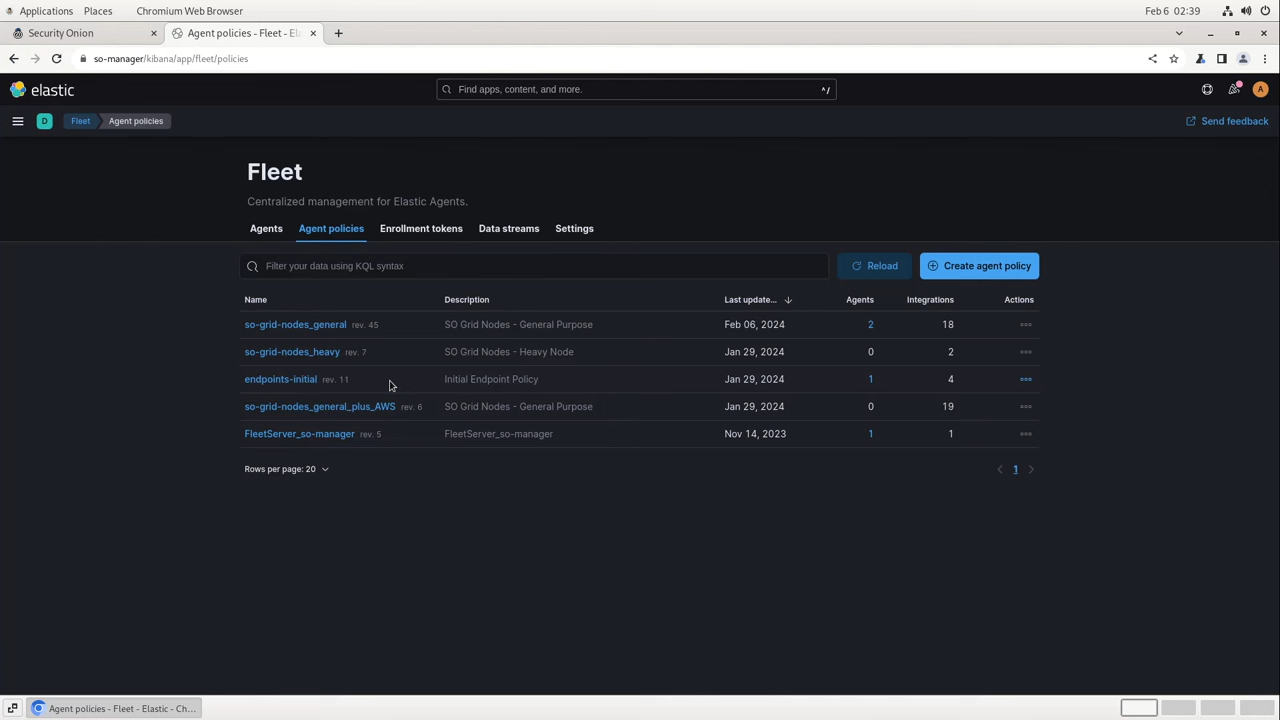 Applications Places Chromium Web Browser Feb 6 02:39
Security Onion Agent policies - Fleet - Ela
so-manager/kibana/app/fleet/policies
elastic Find apps, content, and more. ^/ A
D Fleet Agent policies Send feedback
Fleet
Centralized management for Elastic Agents.
Agents Agent policies Enrollment tokens Data streams Settings
Filter your data using KQL syntax Reload Create agent policy
Name Description Last update... Agents Integrations Actions
so-grid-nodes_general rev. 45 SO Grid Nodes - General Purpose Feb 06, 2024 2 18
so-grid-nodes_heavy rev. 7 SO Grid Nodes - Heavy Node Jan 29, 2024 0 2
endpoints-initial rev. 11 Initial Endpoint Policy Jan 29, 2024 1 4
so-grid-nodes_general_plus_AWS rev. 6 SO Grid Nodes - General Purpose Jan 29, 2024 0 19
FleetServer_so-manager rev. 5 FleetServer_so-manager Nov 14, 2023 1 1
Rows per page: 20 1
Agent policies - Fleet - Elastic - Ch...